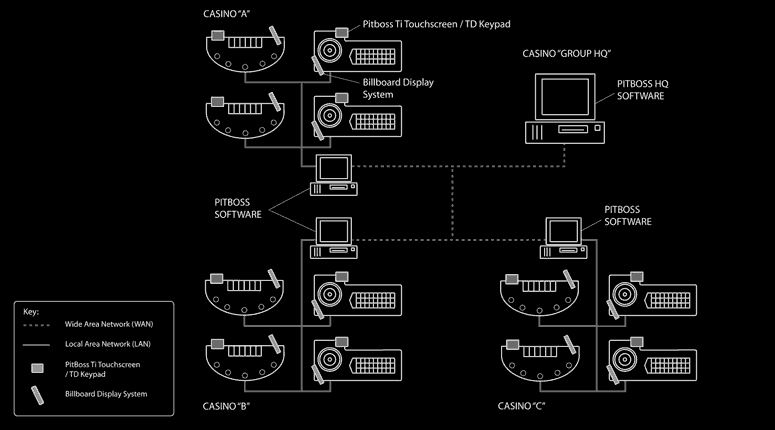 CASINO "A"
Pitboss Ti Touchscreen / TD Keypad
Billboard Display
System
CASINO "GROUP HQ"
PITBOSS HQ
SOFTWARE
PITBOSS
SOFTWARE
PITBOSS
SOFTWARE
Key:
Wide Area Network (WAN)
Local Area Network (LAN)
PitBoss Ti Touchscreen
/ TD Keypad
Billboard Display System
CASINO "B"
CASINO "C"